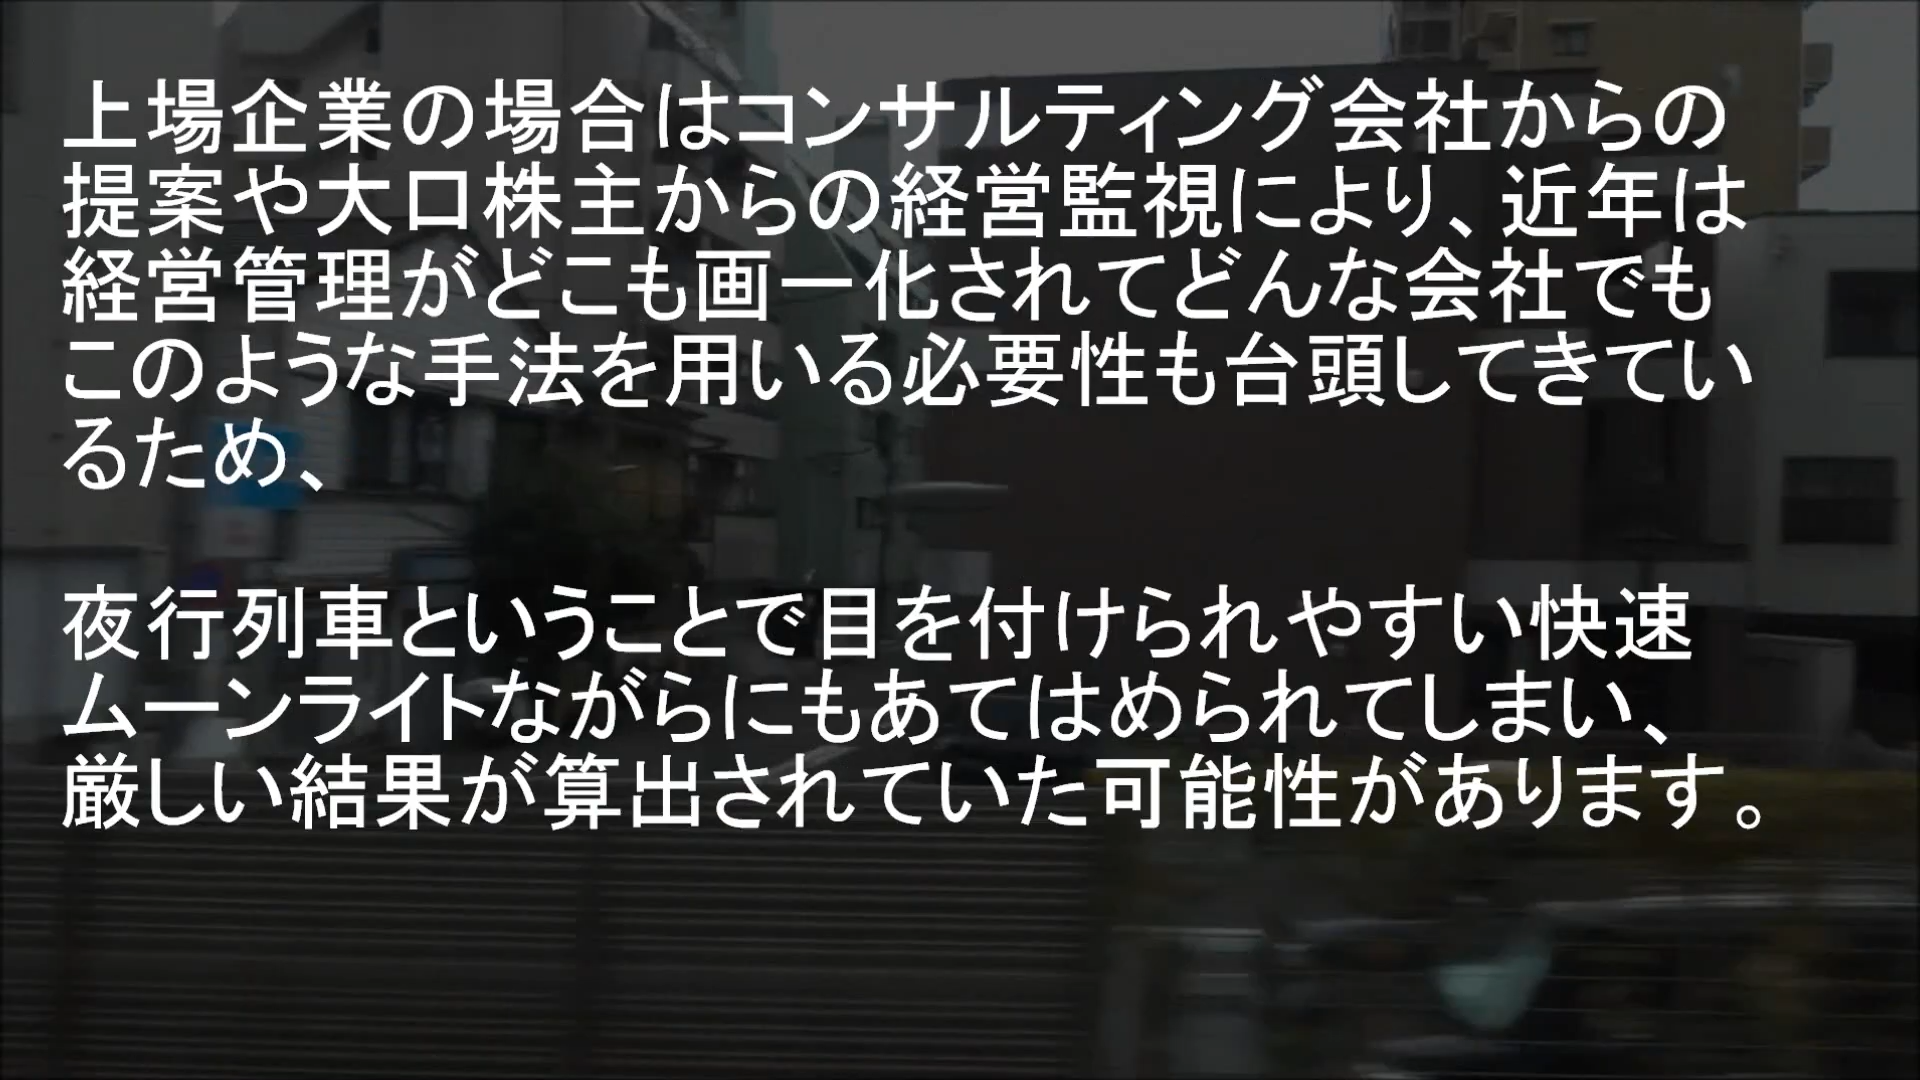 上場企業の場合はコンサルティング会社からの
提案や大口株主からの経営監視により、近年は
経営管理がどこも画一化されてどんな会社でも
このような手法を用いる必要性も台頭してきてい
るため、
夜行列車ということで目を付けられやすい快速
ムーンライトながらにもあてはめられてしまい、
厳しい結果が算出されていた可能性があります。